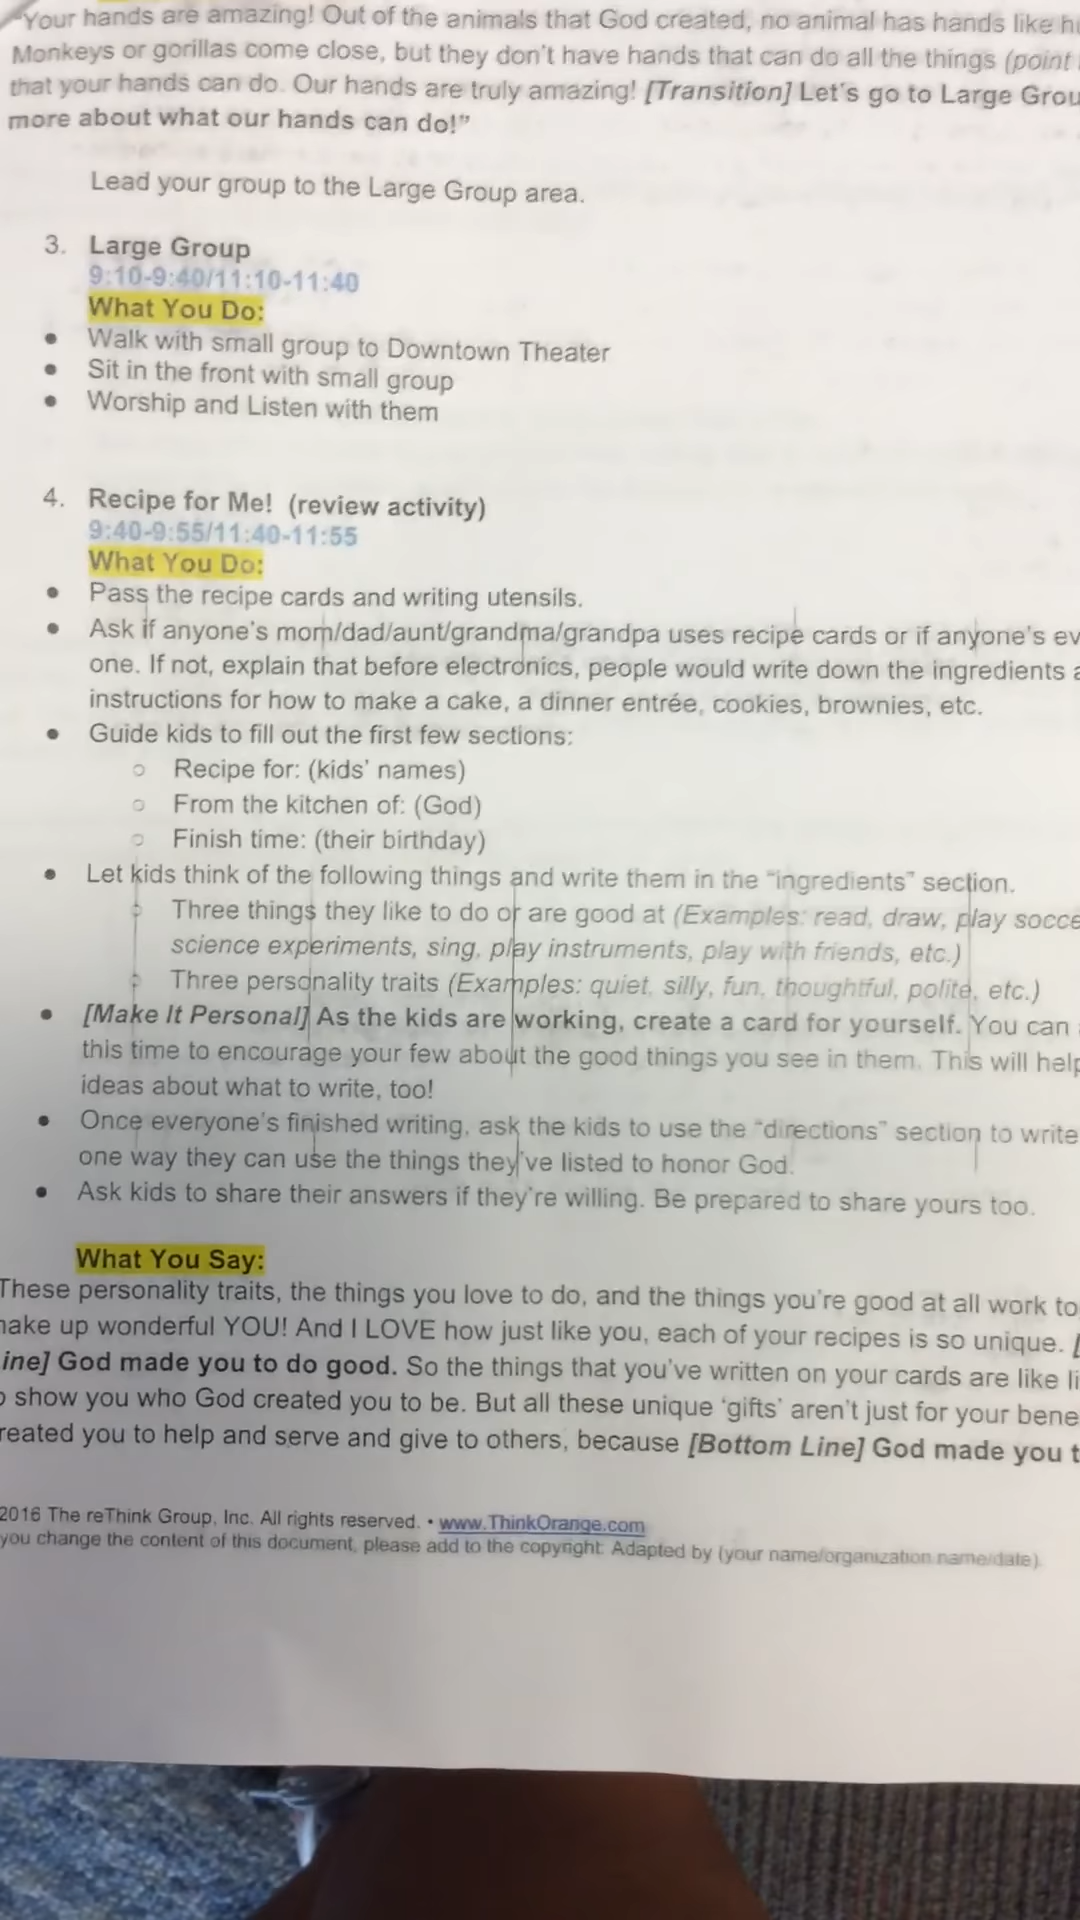 "Your hands are amazing! Out of the animals that God created, no animal has hands like
Monkeys or gorillas come close, but they don't have hands that can do all the things (point
that your hands can do. Our hands are truly amazing! [Transition] Let's go to Large
more about what our hands can do!"
Lead your group to the Large Group area.
3. Large Group
9:10-9:40/11:10-11:40
What You Do:
• Walk with small group to Downtown Theater
• Sit in the front with small group
• Worship and Listen with them
4. Recipe for Me! (review activity)
9:40-9:55/11:40-11:55
What You Do:
• Pass the recipe cards and writing utensils.
• Ask if anyone's mom/dad/aunt/grandma/grandpa uses recipe cards or if anyone's
one. If not, explain that before electronics, people would write down the ingredients
instructions for how to make a cake, a dinner entrée, cookies, brownies, etc.
• Guide kids to fill out the first few sections:
○ Recipe for: (kids' names)
○ From the kitchen of: (God)
○ Finish time: (their birthday)
• Let kids think of the following things and write them in the "ingredients" section.
○ Three things they like to do or are good at (Examples: read, draw, play
science experiments, sing, play instruments, play with friends, etc.)
○ Three personality traits (Examples: quiet, silly, fun, thoughtful, polite, etc.)
• [Make It Personal] As the kids are working, create a card for yourself. You can
this time to encourage your few about the good things you see in them. This will help
ideas about what to write, too!
• Once everyone's finished writing, ask the kids to use the "directions" section to write
one way they can use the things they've listed to honor God.
• Ask kids to share their answers if they're willing. Be prepared to share yours too.
What You Say:
These personality traits, the things you love to do, and the things you're good at all work
make up wonderful YOU! And I LOVE how just like you, each of your recipes is so unique. [
ine] God made you to do good. So the things that you've written on your cards are like
show you who God created you to be. But all these unique 'gifts' aren't just for your
reated you to help and serve and give to others, because [Bottom Line] God made you
2016 The reThink Group, Inc. All rights reserved. • www.ThinkOrange.com
you change the content of this document, please add to the copyright: Adapted by (your name/organization name/date).